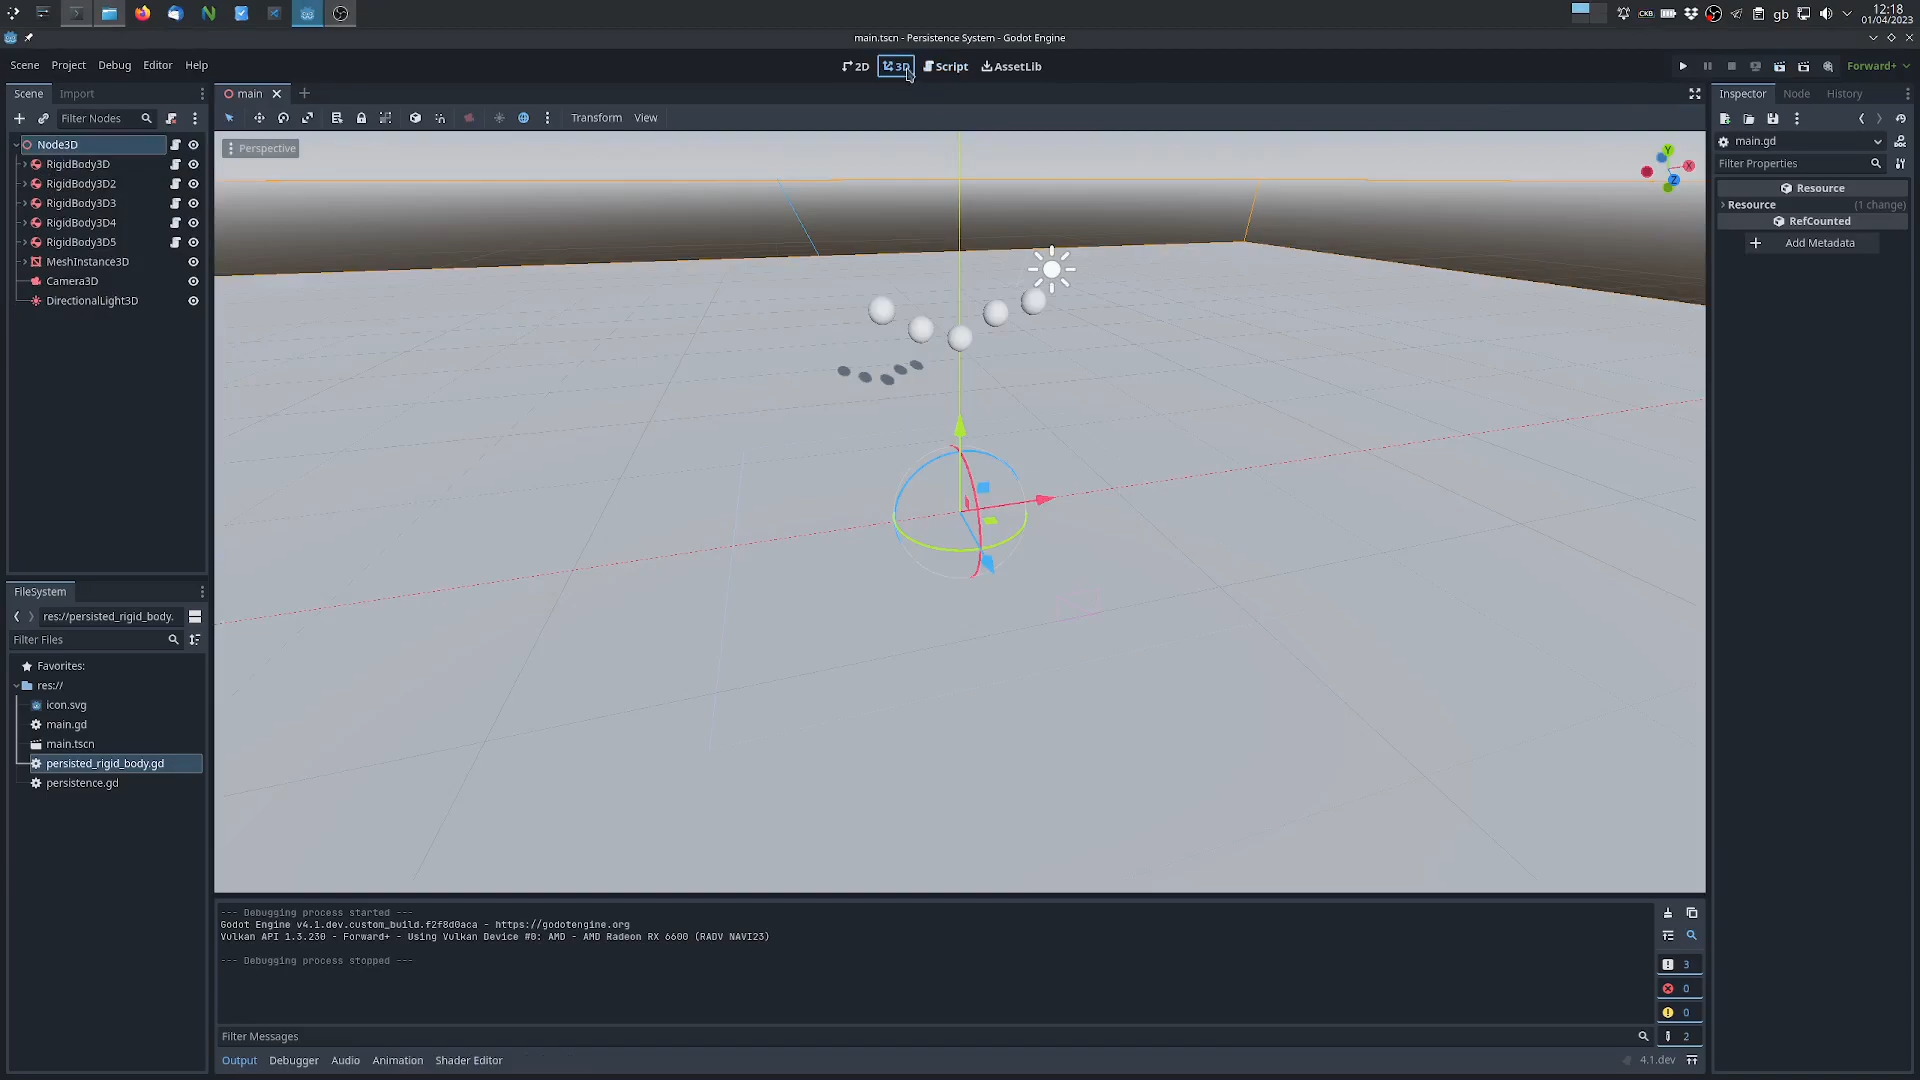 CKB
gb
12:18
01/04/2023
main.tscn - Persistence System - Godot Engine
Scene Project Debug Editor Help
2D 3D Script AssetLib
Forward+
Scene Import
main
Inspector Node History
Filter Nodes
Transform View
main.gd
Filter Properties
Perspective
Y
X
Z
Node3D
RigidBody3D
RigidBody3D2
RigidBody3D3
RigidBody3D4
RigidBody3D5
MeshInstance3D
Camera3D
DirectionalLight3D
Resource
Resource (1 change)
RefCounted
Add Metadata
FileSystem
res://persisted_rigid_body.
Filter Files
Favorites:
res://
icon.svg
main.gd
main.tscn
persisted_rigid_body.gd
persistence.gd
--- Debugging process started ---
Godot Engine v4.1.dev.custom_build.f2f8d0aca - https://godotengine.org
Vulkan API 1.3.230 - Forward+ - Using Vulkan Device #0: AMD - AMD Radeon RX 6600 (RADV NAVI23)
--- Debugging process stopped ---
3
0
0
2
Filter Messages
Output Debugger Audio Animation Shader Editor
4.1.dev